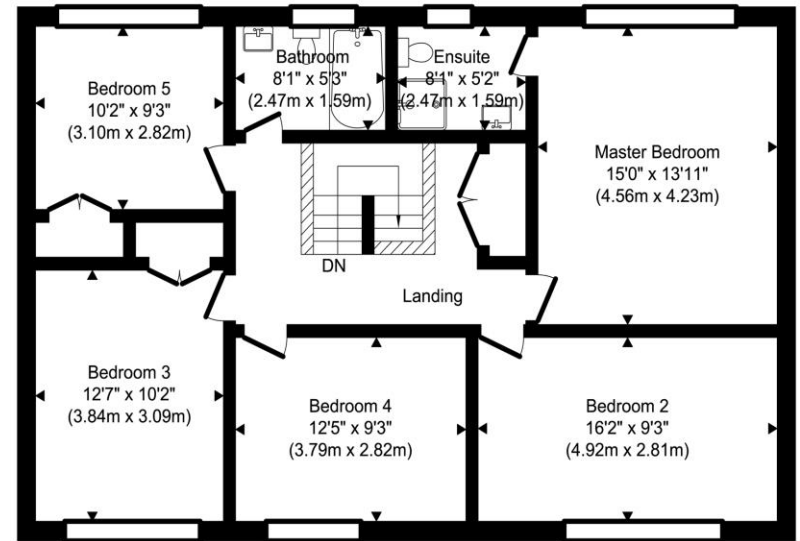 Bedroom 5
10'2" x 9'3"
(3.10m x 2.82m)
Bathroom
8'1" x 5'3"
(2.47m x 1.59m)
Ensuite
8'1" x 5'2"
(2.47m x 1.59m)
Master Bedroom
15'0" x 13'11"
(4.56m x 4.23m)
DN
Landing
Bedroom 3
12'7" x 10'2"
(3.84m x 3.09m)
Bedroom 4
12'5" x 9'3"
(3.79m x 2.82m)
Bedroom 2
16'2" x 9'3"
(4.92m x 2.81m)